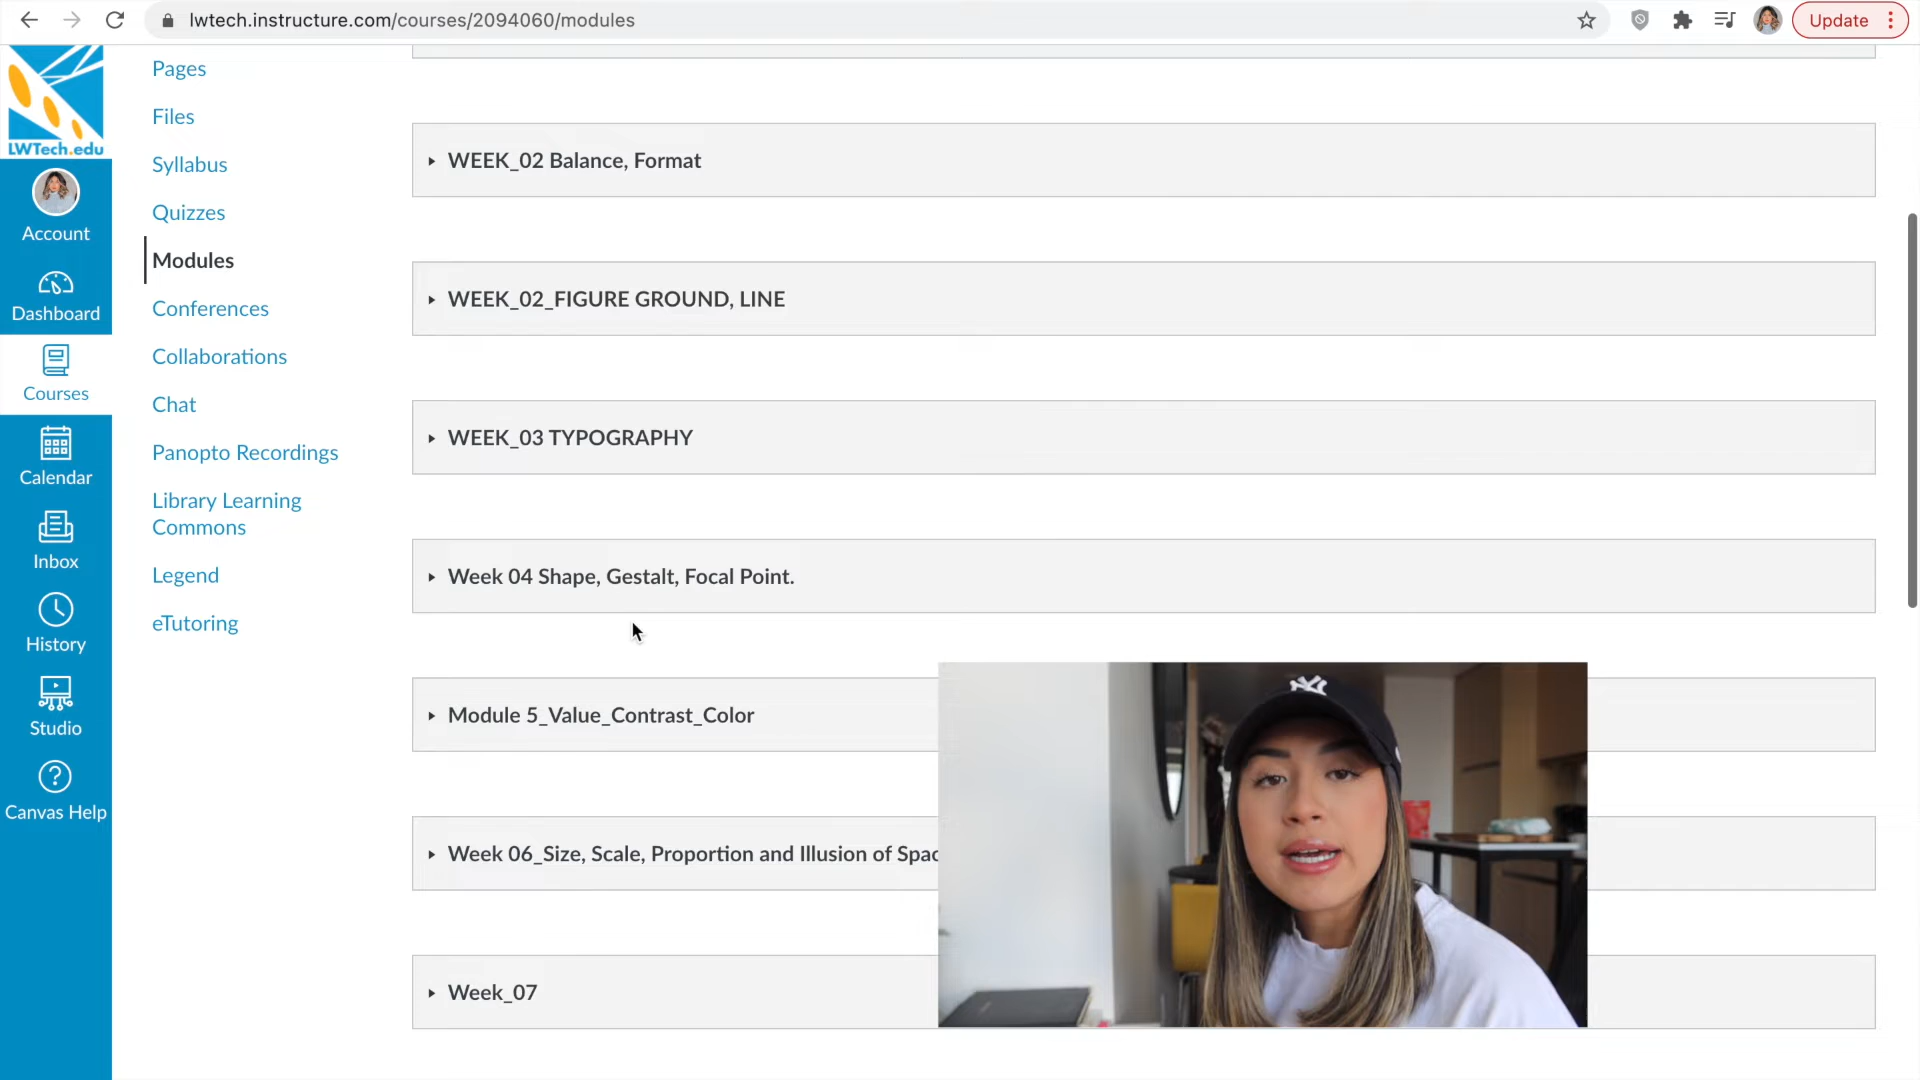 lwtech.instructure.com/courses/2094060/modules
Update
LWTech.edu
Account
Dashboard
Courses
Calendar
Inbox
History
Studio
Canvas Help
Pages
Files
Syllabus
Quizzes
Modules
Conferences
Collaborations
Chat
Panopto Recordings
Library Learning
Commons
Legend
eTutoring
WEEK_02 Balance, Format
WEEK_02_FIGURE GROUND, LINE
WEEK_03 TYPOGRAPHY
Week 04 Shape, Gestalt, Focal Point.
Module 5_Value_Contrast_Color
Week 06_Size, Scale, Proportion and Illusion of Spac
Week_07
NY